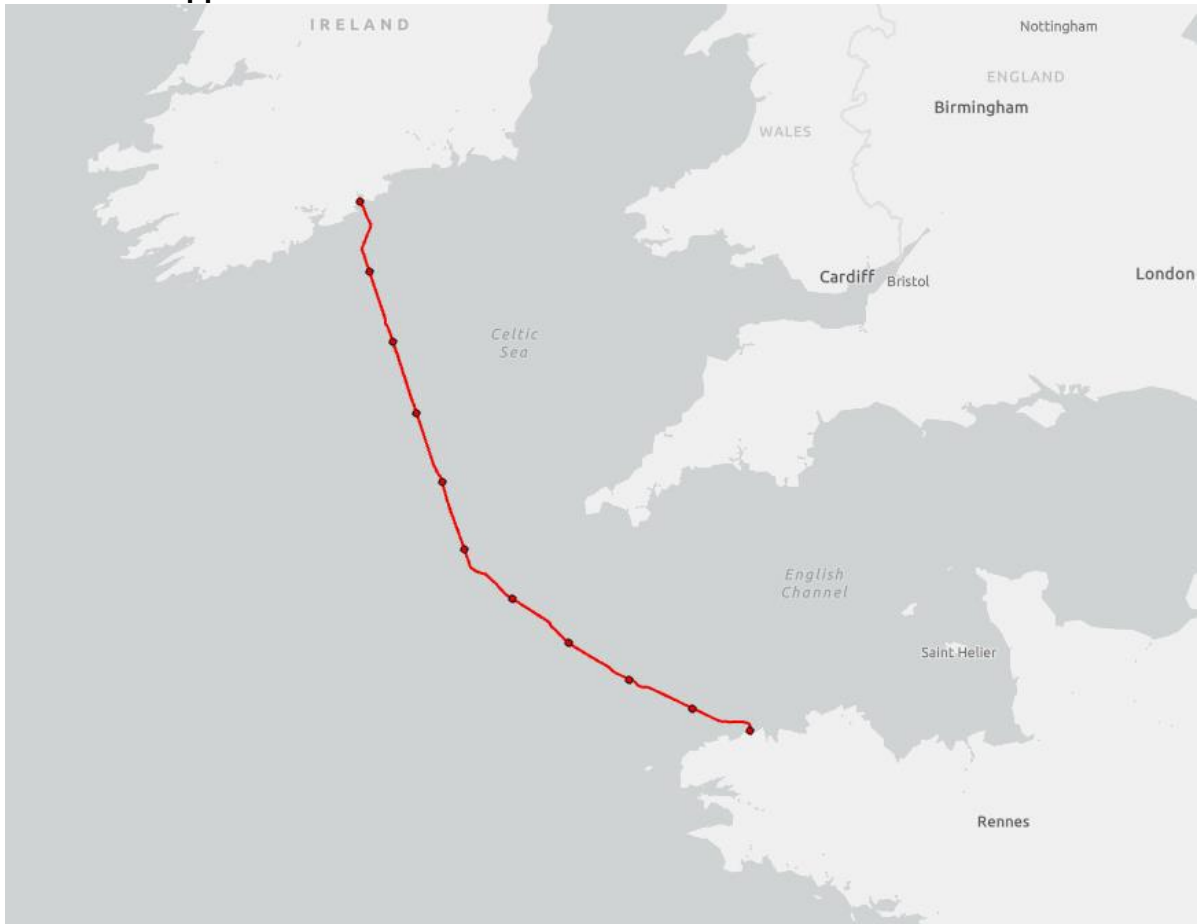 IRELAND
Nottingham
ENGLAND
Birmingham
WALES
Cardiff
Bristol
London
Celtic
Sea
English
Channel
Saint Helier
Rennes